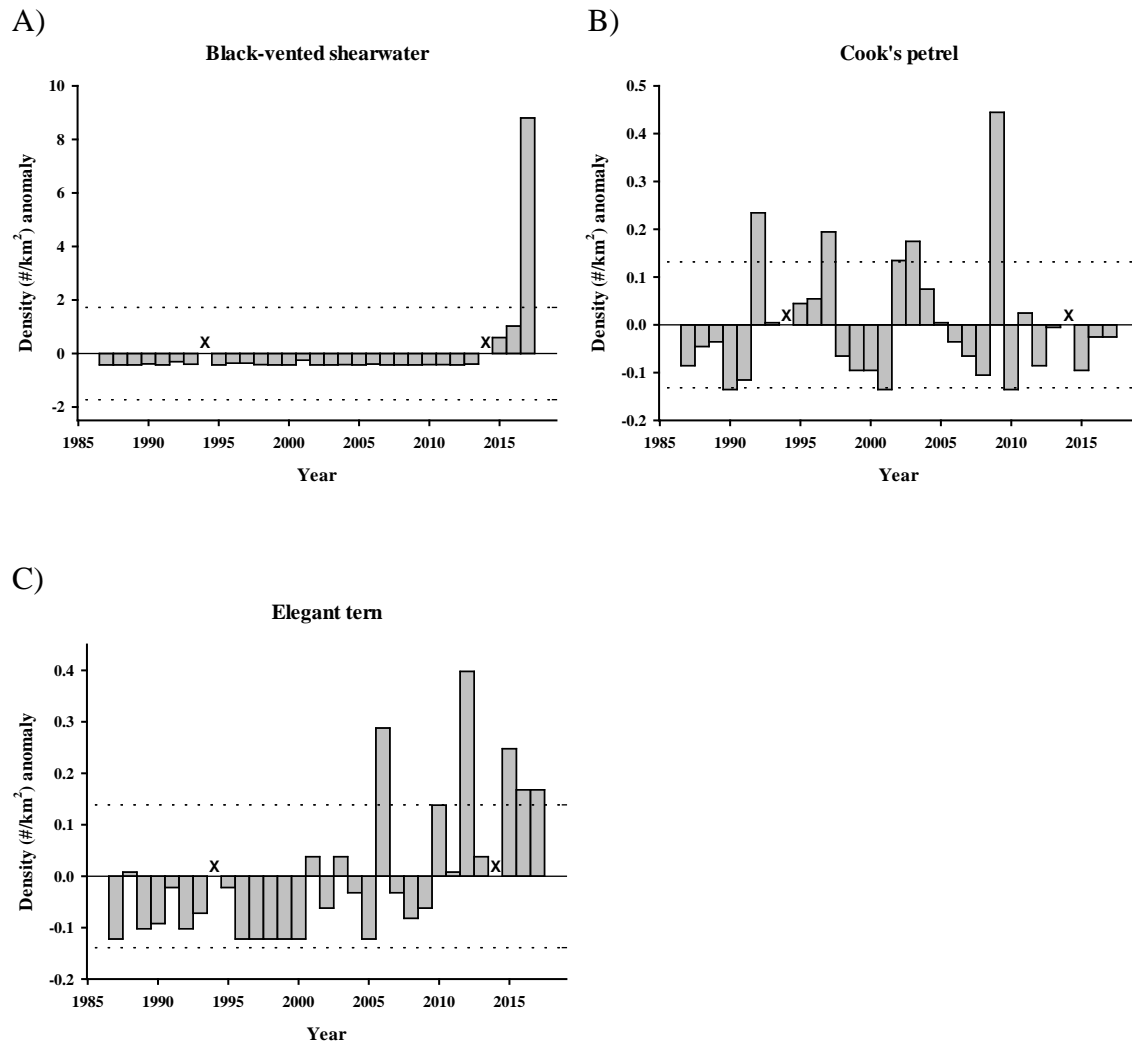 A)
Black-vented shearwater
10
8
6
4
2
0
-2
Density (#/km²) anomaly
X
X
1985 1990 1995 2000 2005 2010 2015
Year
B)
Cook's petrel
0.5
0.4
0.3
0.2
0.1
0.0
-0.1
-0.2
Density (#/km²) anomaly
X
X
1985 1990 1995 2000 2005 2010 2015
Year
C)
Elegant tern
0.4
0.3
0.2
0.1
0.0
-0.1
-0.2
Density (#/km²) anomaly
X
X
1985 1990 1995 2000 2005 2010 2015
Year